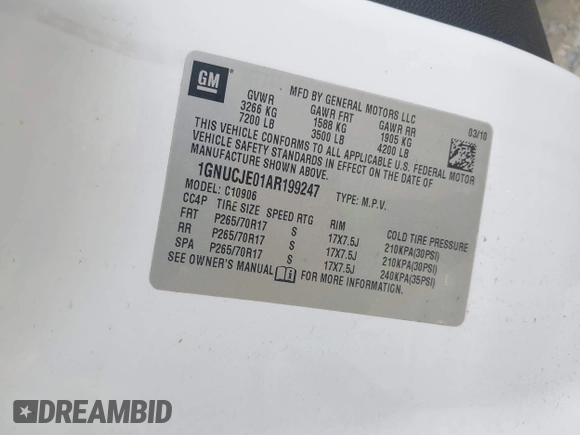 GM
MFD BY GENERAL MOTORS LLC 03/10
GVWR GAWR FRT GAWR RR
3266 KG 1588 KG 1905 KG
7200 LB 3500 LB 4200 LB
THIS VEHICLE CONFORMS TO ALL APPLICABLE U.S. FEDERAL MOTOR
VEHICLE SAFETY STANDARDS IN EFFECT ON THE DATE OF
MANUFACTURE SHOWN ABOVE.
1GNUCJE01AR199247 TYPE: M.P.V.
MODEL: C10906
CC4P TIRE SIZE SPEED RTG RIM COLD TIRE PRESSURE
FRT P265/70R17 S 17X7.5J 210KPA(30PSI)
RR P265/70R17 S 17X7.5J 210KPA(30PSI)
SPA P265/70R17 S 17X7.5J 240KPA(35PSI)
SEE OWNER'S MANUAL FOR MORE INFORMATION.
DREAMBID